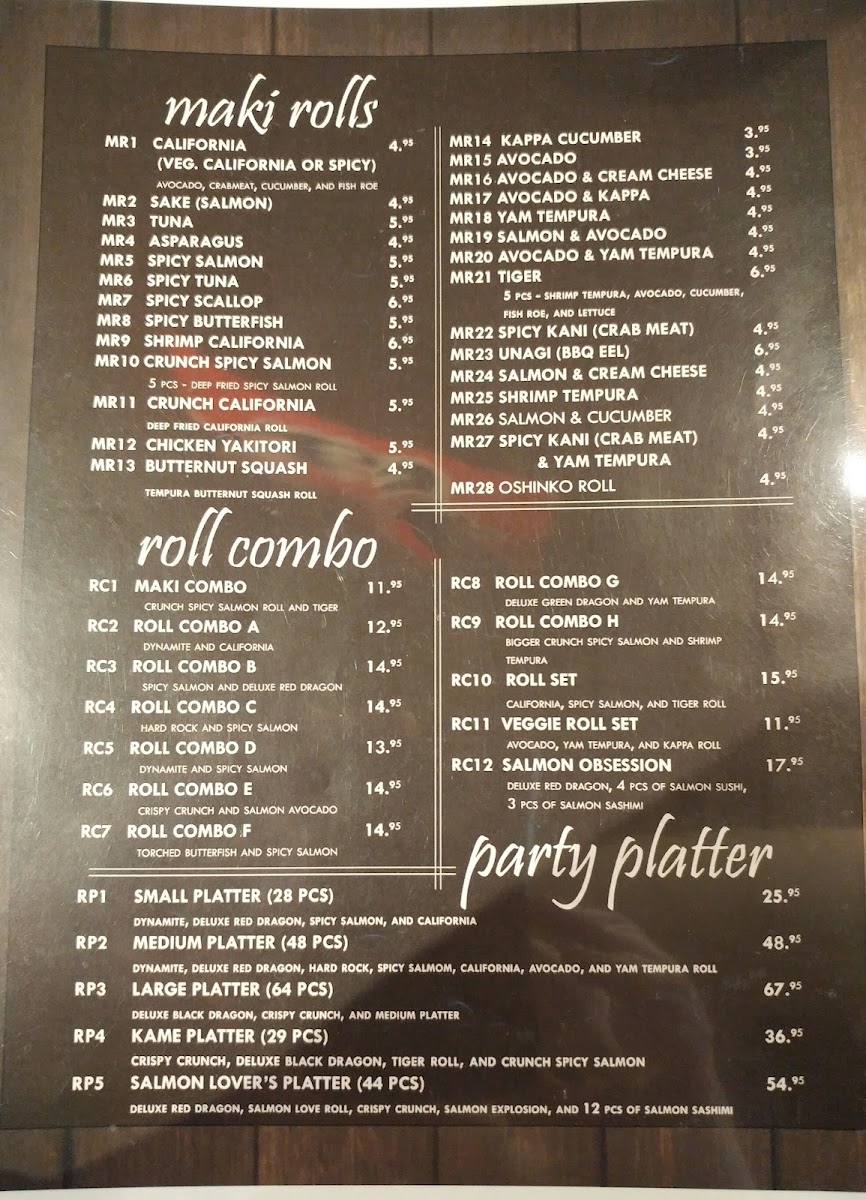 maki rolls
MR1 CALIFORNIA 4.95
(VEG. CALIFORNIA OR SPICY)
AVOCADO, CRABMEAT, CUCUMBER, AND FISH ROE
MR2 SAKE (SALMON) 4.95
MR3 TUNA 5.95
MR4 ASPARAGUS 4.95
MR5 SPICY SALMON 5.95
MR6 SPICY TUNA 5.95
MR7 SPICY SCALLOP 6.95
MR8 SPICY BUTTERFISH 5.95
MR9 SHRIMP CALIFORNIA 6.95
MR10 CRUNCH SPICY SALMON 5.95
5 PCS - DEEP FRIED SPICY SALMON ROLL
MR11 CRUNCH CALIFORNIA 5.95
DEEP FRIED CALIFORNIA ROLL
MR12 CHICKEN YAKITORI 5.95
MR13 BUTTERNUT SQUASH 4.95
TEMPURA BUTTERNUT SQUASH ROLL
MR14 KAPPA CUCUMBER 3.95
MR15 AVOCADO 3.95
MR16 AVOCADO & CREAM CHEESE 4.95
MR17 AVOCADO & KAPPA 4.95
MR18 YAM TEMPURA 4.95
MR19 SALMON & AVOCADO 4.95
MR20 AVOCADO & YAM TEMPURA 4.95
MR21 TIGER 6.95
5 PCS - SHRIMP TEMPURA, AVOCADO, CUCUMBER,
FISH ROE, AND LETTUCE
MR22 SPICY KANI (CRAB MEAT) 4.95
MR23 UNAGI (BBQ EEL) 6.95
MR24 SALMON & CREAM CHEESE 4.95
MR25 SHRIMP TEMPURA 4.95
MR26 SALMON & CUCUMBER 4.95
MR27 SPICY KANI (CRAB MEAT) 4.95
& YAM TEMPURA
MR28 OSHINKO ROLL 4.95
roll combo
RC1 MAKI COMBO 11.95
CRUNCH SPICY SALMON ROLL AND TIGER
RC2 ROLL COMBO A 12.95
DYNAMITE AND CALIFORNIA
RC3 ROLL COMBO B 14.95
SPICY SALMON AND DELUXE RED DRAGON
RC4 ROLL COMBO C 14.95
HARD ROCK AND SPICY SALMON
RC5 ROLL COMBO D 13.95
DYNAMITE AND SPICY SALMON
RC6 ROLL COMBO E 14.95
CRISPY CRUNCH AND SALMON AVOCADO
RC7 ROLL COMBO F 14.95
TORCHED BUTTERFISH AND SPICY SALMON
RC8 ROLL COMBO G 14.95
DELUXE GREEN DRAGON AND YAM TEMPURA
RC9 ROLL COMBO H 14.95
BIGGER CRUNCH SPICY SALMON AND SHRIMP
TEMPURA
RC10 ROLL SET 15.95
CALIFORNIA, SPICY SALMON, AND TIGER ROLL
RC11 VEGGIE ROLL SET 11.95
AVOCADO, YAM TEMPURA, AND KAPPA ROLL
RC12 SALMON OBSESSION 17.95
DELUXE RED DRAGON, 4 PCS OF SALMON SUSHI,
3 PCS OF SALMON SASHIMI
party platter
RP1 SMALL PLATTER (28 PCS) 25.95
DYNAMITE, DELUXE RED DRAGON, SPICY SALMON, AND CALIFORNIA
RP2 MEDIUM PLATTER (48 PCS) 48.95
DYNAMITE, DELUXE RED DRAGON, HARD ROCK, SPICY SALMOM, CALIFORNIA, AVOCADO, AND YAM TEMPURA ROLL
RP3 LARGE PLATTER (64 PCS) 67.95
DELUXE BLACK DRAGON, CRISPY CRUNCH, AND MEDIUM PLATTER
RP4 KAME PLATTER (29 PCS) 36.95
CRISPY CRUNCH, DELUXE BLACK DRAGON, TIGER ROLL, AND CRUNCH SPICY SALMON
RP5 SALMON LOVER'S PLATTER (44 PCS) 54.95
DELUXE RED DRAGON, SALMON LOVE ROLL, CRISPY CRUNCH, SALMON EXPLOSION, AND 12 PCS OF SALMON SASHIMI